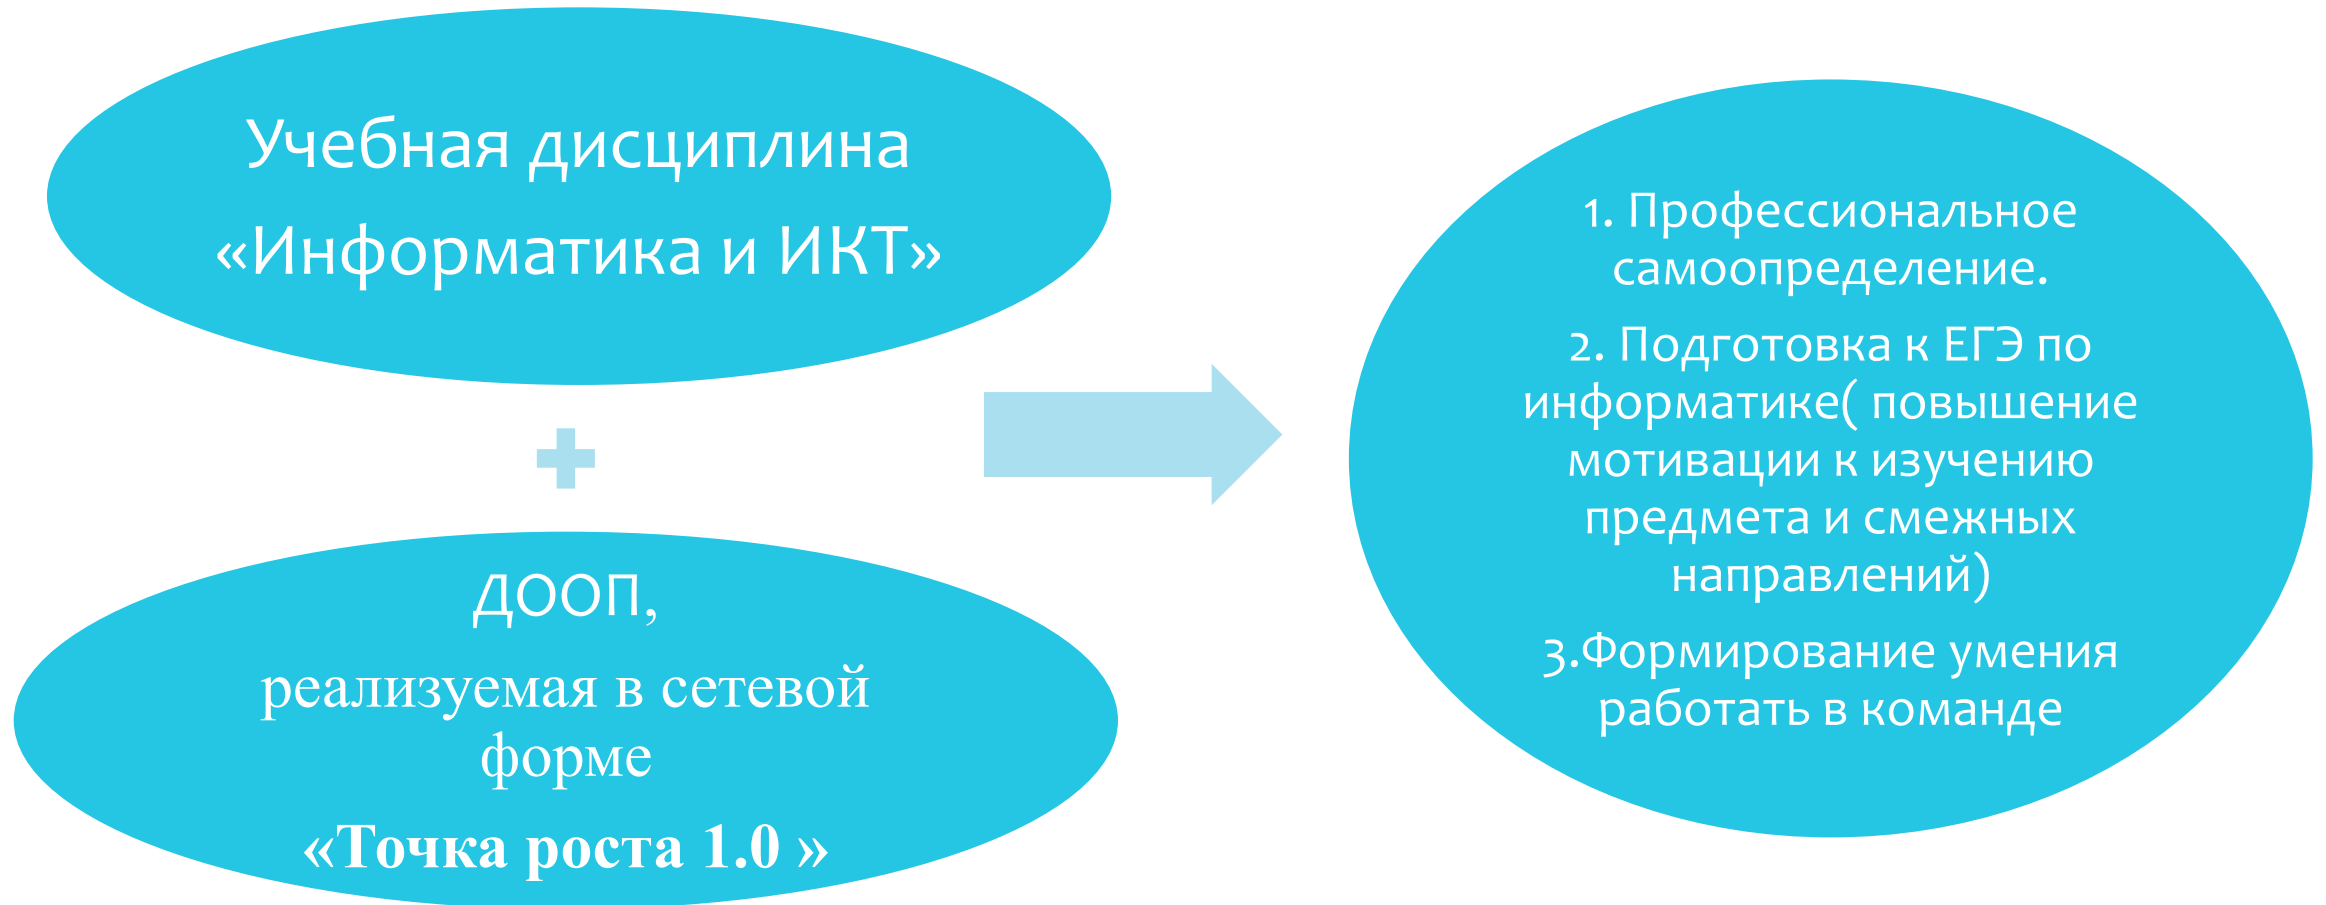 Учебная дисциплина
«Информатика и ИКТ»
ДООП,
реализуемая в сетевой
форме
«Точка роста 1.0 »
1. Профессиональное
самоопределение.
2. Подготовка к ЕГЭ по
информатике( повышение
мотивации к изучению
предмета и смежных
направлений)
3.Формирование умения
работать в команде